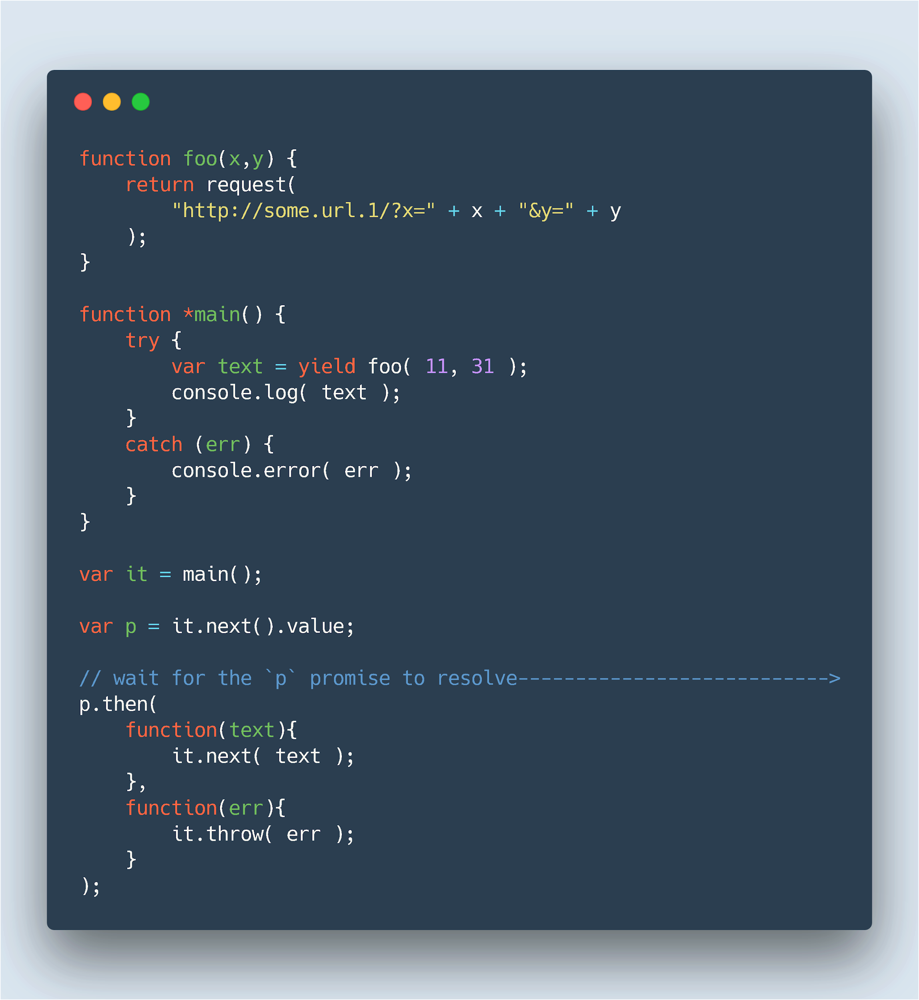 function foo(x,y) {
    return request(
        "http://some.url.1/?x=" + x + "&y=" + y
    );
}

function *main() {
    try {
        var text = yield foo( 11, 31 );
        console.log( text );
    }
    catch (err) {
        console.error( err );
    }
}

var it = main();

var p = it.next().value;

// wait for the `p` promise to resolve--------------------------->
p.then(
    function(text){
        it.next( text );
    },
    function(err){
        it.throw( err );
    }
);